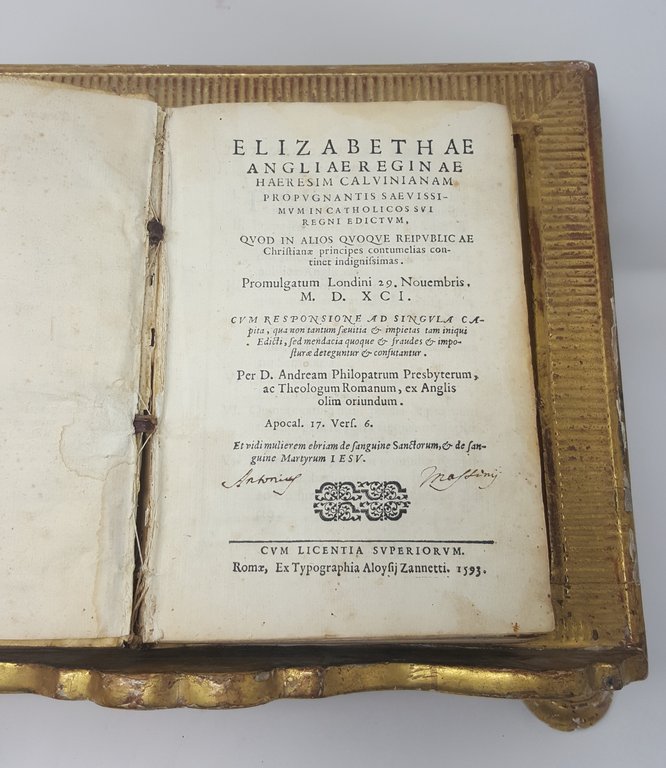 ELIZABETHAE
ANGLIAE REGINAE
HAERESIM CALVINIANAM
PROPVGNANTIS SAEVISSI-
MVM IN CATHOLICOS SVI
REGNI EDICTVM,
QVOD IN ALIOS QVOQVE REIPVBLICAE
Chriſtianæ principes contumelias con-
tinet indigniſsimas.
Promulgatum Londini 29. Nouembris.
M. D. XCI.
CVM RESPONSIONE AD SINGVLA CA-
pita, qua non tantum ſæuitia & impietas tam iniqui
Edicti, ſed mendacia quoque & fraudes & impo-
ſturæ deteguntur & confutantur.
Per D. Andream Philopatrum Presbyterum,
ac Theologum Romanum, ex Anglis
olim oriundum.
Apocal. 17. Verſ. 6.
Et vidi mulierem ebriam de ſanguine Sanctorum, & de ſan-
guine Martyrum IESV.
Antonius Maſsinij
CVM LICENTIA SVPERIORVM.
Romæ, Ex Typographia Aloyſij Zannetti. 1593.